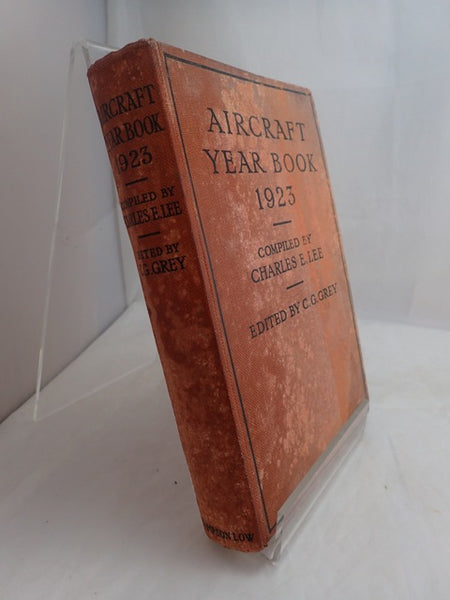 AIRCRAFT
YEAR BOOK
1923
COMPILED BY
CHARLES E. LEE
EDITED BY
C.G. GREY
LOW
AIRCRAFT
YEAR BOOK
1923
COMPILED BY
CHARLES E. LEE
EDITED BY C. G. GREY